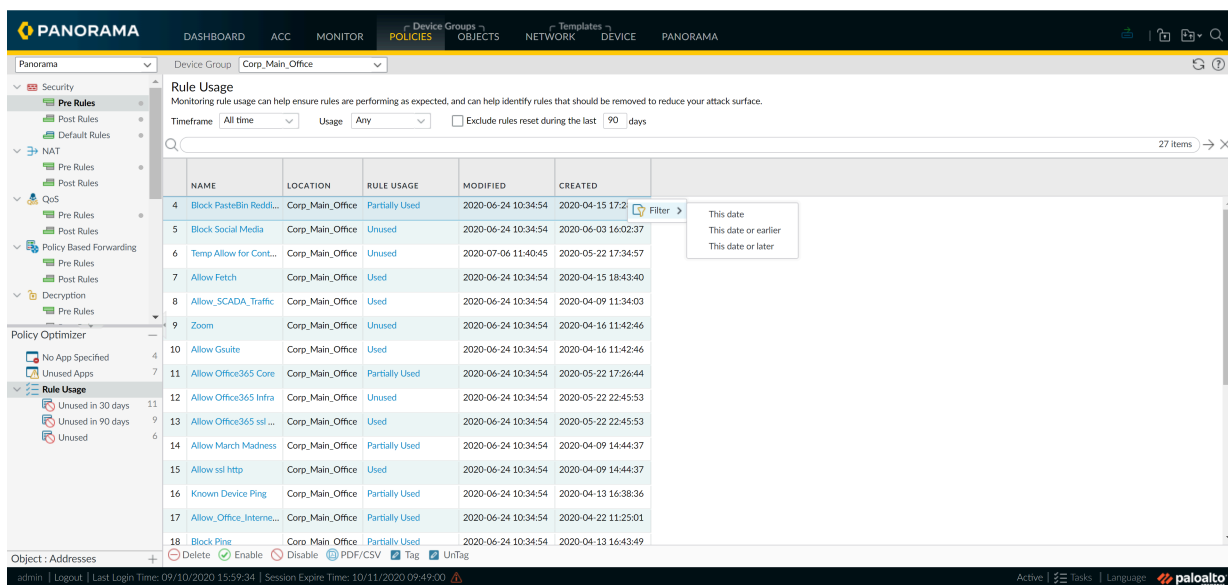 PANORAMA
Device Groups
Templates
DASHBOARD ACC MONITOR POLICIES OBJECTS NETWORK DEVICE PANORAMA
Panorama
Device Group Corp_Main_Office
Security
Pre Rules
Post Rules
Default Rules
NAT
Pre Rules
Post Rules
QoS
Pre Rules
Post Rules
Policy Based Forwarding
Pre Rules
Post Rules
Decryption
Pre Rules
Policy Optimizer
No App Specified 4
Unused Apps 7
Rule Usage
Unused in 30 days 11
Unused in 90 days 9
Unused 6
Object : Addresses
Rule Usage
Monitoring rule usage can help ensure rules are performing as expected, and can help identify rules that should be removed to reduce your attack surface.
Timeframe All time Usage Any Exclude rules reset during the last 90 days
27 items
NAME LOCATION RULE USAGE MODIFIED CREATED
4 Block PasteBin Reddi... Corp_Main_Office Partially Used 2020-06-24 10:34:54 2020-04-15 17:2
5 Block Social Media Corp_Main_Office Unused 2020-06-24 10:34:54 2020-06-03 16:02:37
6 Temp Allow for Cont... Corp_Main_Office Unused 2020-07-06 11:40:45 2020-05-22 17:34:57
7 Allow Fetch Corp_Main_Office Used 2020-06-24 10:34:54 2020-04-15 18:43:40
8 Allow_SCADA_Traffic Corp_Main_Office Used 2020-06-24 10:34:54 2020-04-09 11:34:03
9 Zoom Corp_Main_Office Unused 2020-06-24 10:34:54 2020-04-16 11:42:46
10 Allow Gsuite Corp_Main_Office Used 2020-06-24 10:34:54 2020-04-16 11:42:46
11 Allow Office365 Core Corp_Main_Office Partially Used 2020-06-24 10:34:54 2020-05-22 17:26:44
12 Allow Office365 Infra Corp_Main_Office Unused 2020-06-24 10:34:54 2020-05-22 22:45:53
13 Allow Office365 ssl ... Corp_Main_Office Used 2020-06-24 10:34:54 2020-05-22 22:45:53
14 Allow March Madness Corp_Main_Office Partially Used 2020-06-24 10:34:54 2020-04-09 14:44:37
15 Allow ssl http Corp_Main_Office Used 2020-06-24 10:34:54 2020-04-09 14:44:37
16 Known Device Ping Corp_Main_Office Partially Used 2020-06-24 10:34:54 2020-04-13 16:38:36
17 Allow_Office_Interne... Corp_Main_Office Partially Used 2020-06-24 10:34:54 2020-04-22 11:25:01
18 Block Ping Corp_Main_Office Partially Used 2020-06-24 10:34:54 2020-04-13 16:43:49
Filter
This date
This date or earlier
This date or later
Delete Enable Disable PDF/CSV Tag UnTag
admin | Logout | Last Login Time: 09/10/2020 15:59:34 | Session Expire Time: 10/11/2020 09:49:00
Active | Tasks | Language paloalto